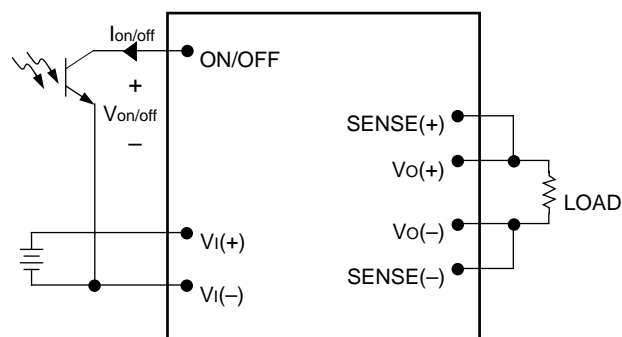 Ion/off
ON/OFF
+
Von/off
–
SENSE(+)
VO(+)
LOAD
VO(–)
VI(+)
SENSE(–)
VI(–)